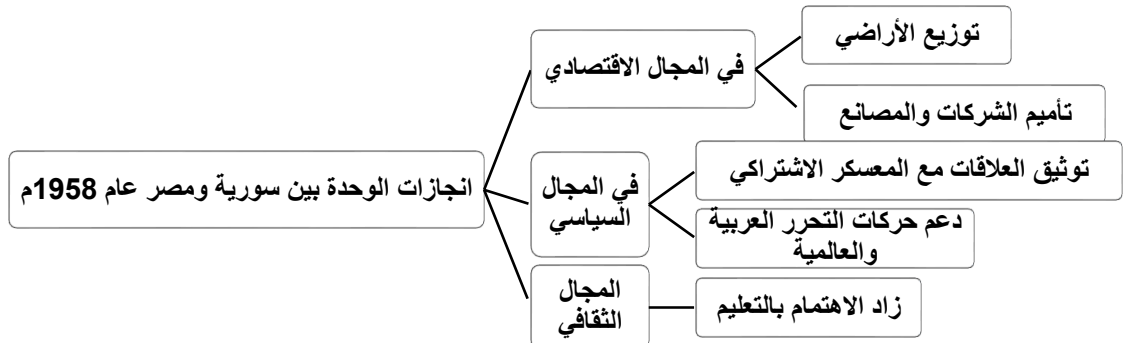 انجازات الوحدة بين سورية ومصر عام 1958م
في المجال الاقتصادي
توزيع الأراضي
تأميم الشركات والمصانع
في المجال
السياسي
توثيق العلاقات مع المعسكر الاشتراكي
دعم حركات التحرر العربية
والعالمية
المجال
الثقافي
زاد الاهتمام بالتعليم